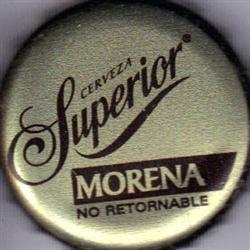 CERVEZA
Superior®
MORENA
NO RETORNABLE